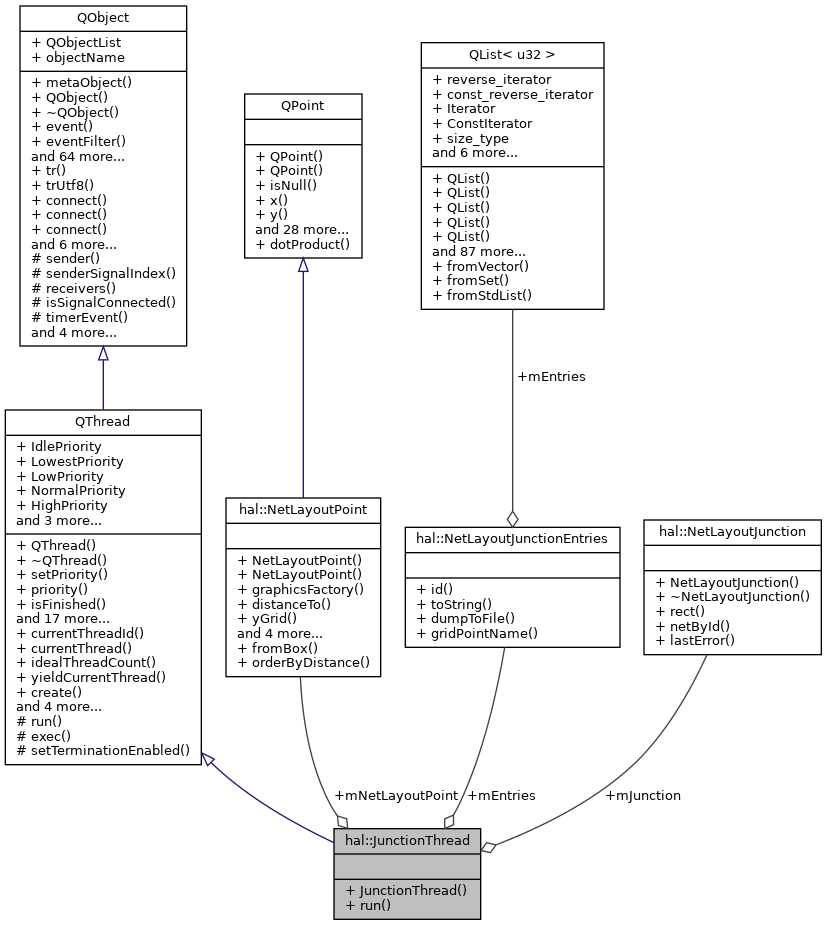 QObject
+ QObjectList
+ objectName
+ metaObject()
+ QObject()
+ ~QObject()
+ event()
+ eventFilter()
and 64 more...
+ tr()
+ trUtf8()
+ connect()
+ connect()
+ connect()
and 6 more...
# sender()
# senderSignalIndex()
# receivers()
# isSignalConnected()
# timerEvent()
and 4 more...
QPoint
+ QPoint()
+ QPoint()
+ isNull()
+ x()
+ y()
and 28 more...
+ dotProduct()
QList< u32 >
+ reverse_iterator
+ const_reverse_iterator
+ Iterator
+ ConstIterator
+ size_type
and 6 more...
+ QList()
+ QList()
+ QList()
+ QList()
+ QList()
and 87 more...
+ fromVector()
+ fromSet()
+ fromStdList()
+mEntries
QThread
+ IdlePriority
+ LowestPriority
+ LowPriority
+ NormalPriority
+ HighPriority
and 3 more...
+ QThread()
+ ~QThread()
+ setPriority()
+ priority()
+ isFinished()
and 17 more...
+ currentThreadId()
+ currentThread()
+ idealThreadCount()
+ yieldCurrentThread()
+ create()
and 4 more...
# run()
# exec()
# setTerminationEnabled()
hal::NetLayoutPoint
+ NetLayoutPoint()
+ NetLayoutPoint()
+ graphicsFactory()
+ distanceTo()
+ yGrid()
and 4 more...
+ fromBox()
+ orderByDistance()
hal::NetLayoutJunctionEntries
+ id()
+ toString()
+ dumpToFile()
+ gridPointName()
hal::NetLayoutJunction
+ NetLayoutJunction()
+ ~NetLayoutJunction()
+ rect()
+ netById()
+ lastError()
+mNetLayoutPoint
+mEntries
+mJunction
hal::JunctionThread
+ JunctionThread()
+ run()